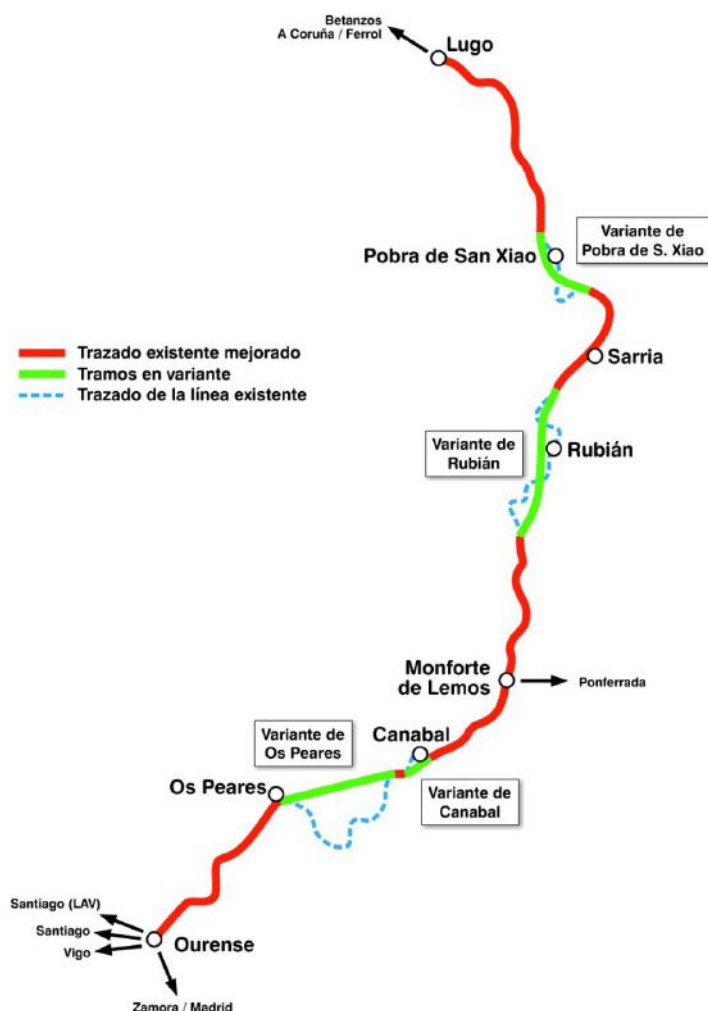 Betanzos
A Coruña / Ferrol
Lugo
Variante de
Pobra de S. Xiao
Pobra de San Xiao
Trazado existente mejorado
Tramos en variante
Trazado de la línea existente
Sarria
Variante de
Rubián
Rubián
Monforte
de Lemos
Ponferrada
Canabal
Variante de
Os Peares
Os Peares
Variante de
Canabal
Santiago (LAV)
Santiago
Vigo
Ourense
Zamora / Madrid